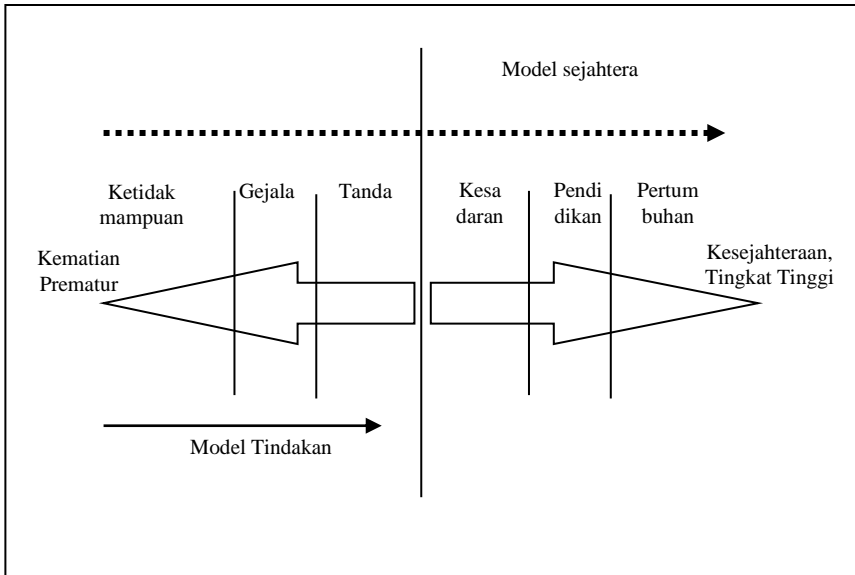 Model sejahtera
Ketidak
mampuan
Gejala
Tanda
Kesa
daran
Pendi
dikan
Pertum
buhan
Kematian
Prematur
Kesejahteraan,
Tingkat Tinggi
Model Tindakan